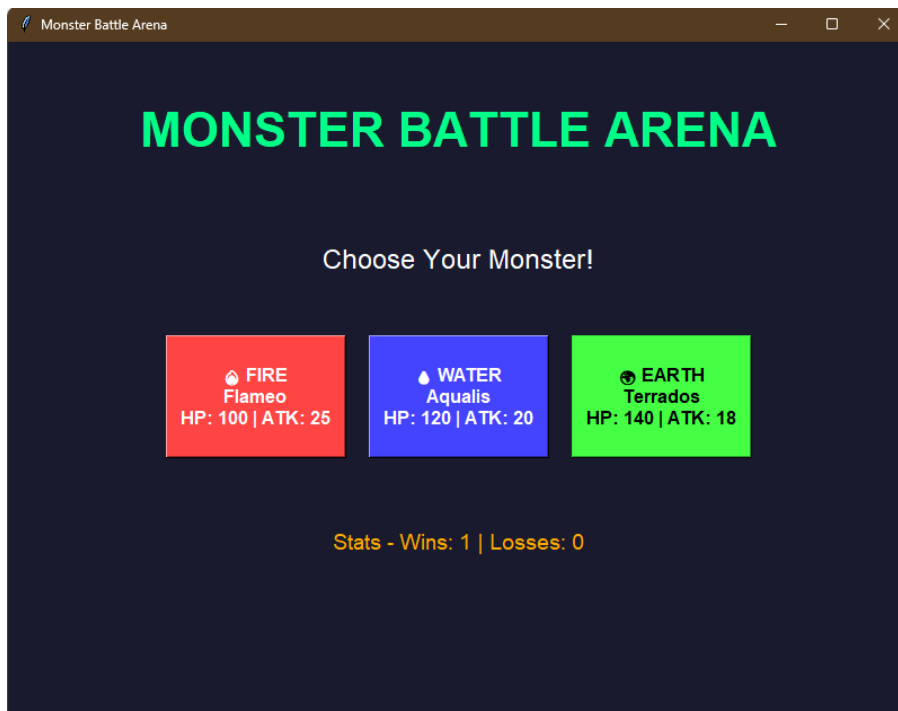 Monster Battle Arena
MONSTER BATTLE ARENA
Choose Your Monster!
🔥 FIRE
Flameo
HP: 100 | ATK: 25
💧 WATER
Aqualis
HP: 120 | ATK: 20
🌍 EARTH
Terrados
HP: 140 | ATK: 18
Stats - Wins: 1 | Losses: 0